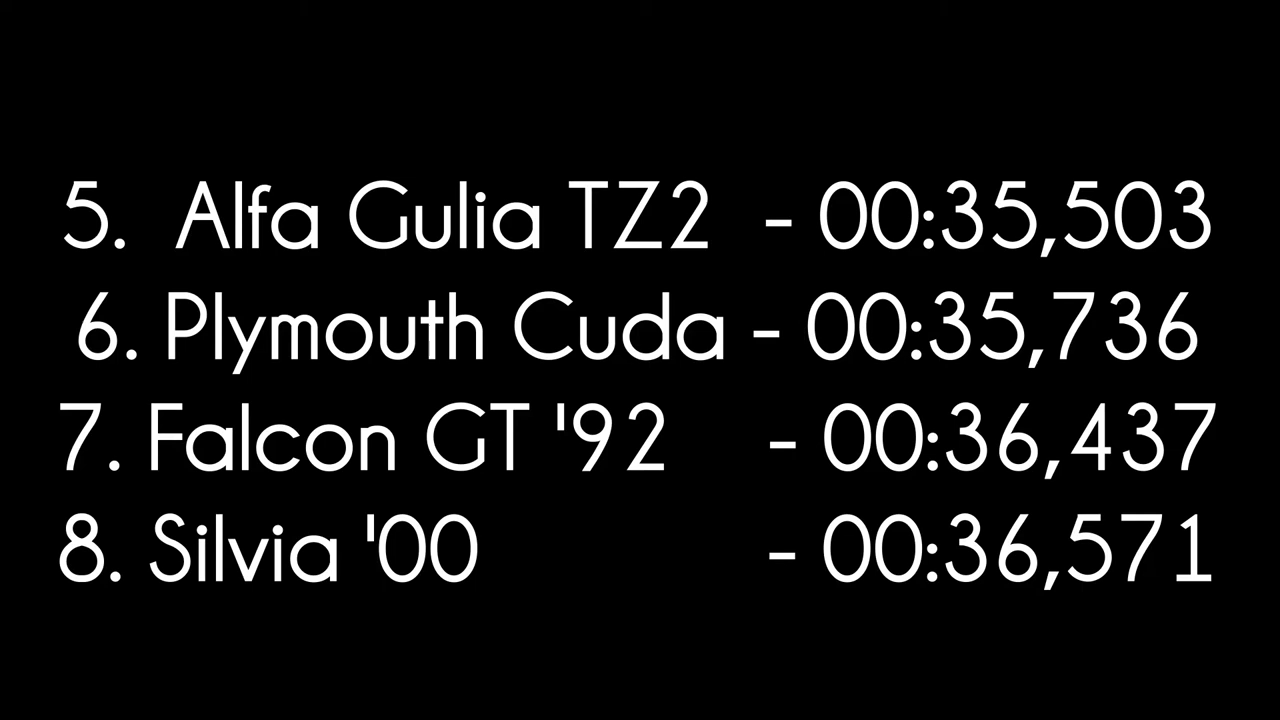 5. Alfa Gulia TZ2 - 00:35,503
6. Plymouth Cuda - 00:35,736
7. Falcon GT '92 - 00:36,437
8. Silvia '00 - 00:36,571